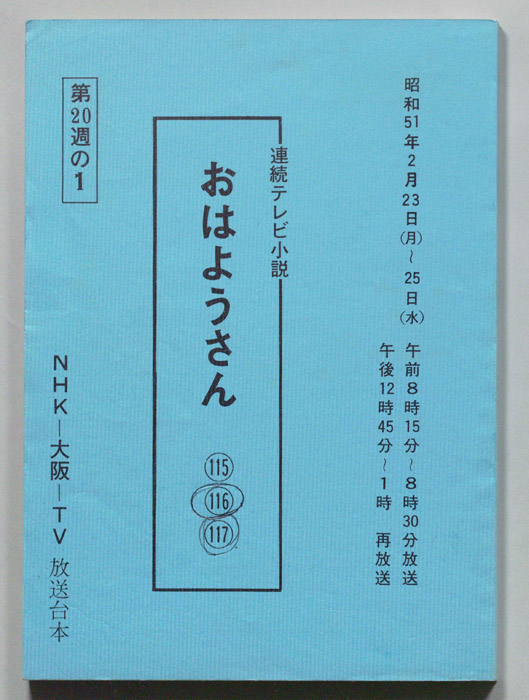 昭和51年2月23日(月)～25日(水)
午前8時15分～8時30分放送
午後12時45分～1時 再放送
連続テレビ小説
おはようさん
115
116
117
第20週の1
NHK―大阪―TV 放送台本